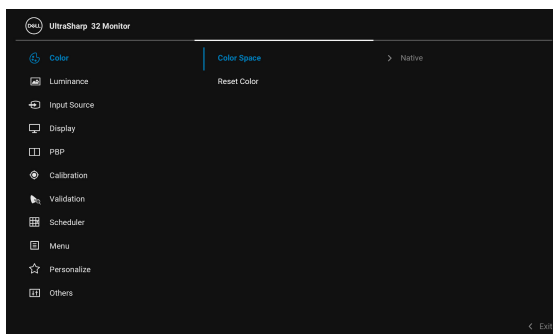 DELL UltraSharp 32 Monitor
Color
Color Space
Native
Luminance
Reset Color
Input Source
Display
PBP
Calibration
Validation
Scheduler
Menu
Personalize
Others
Exit